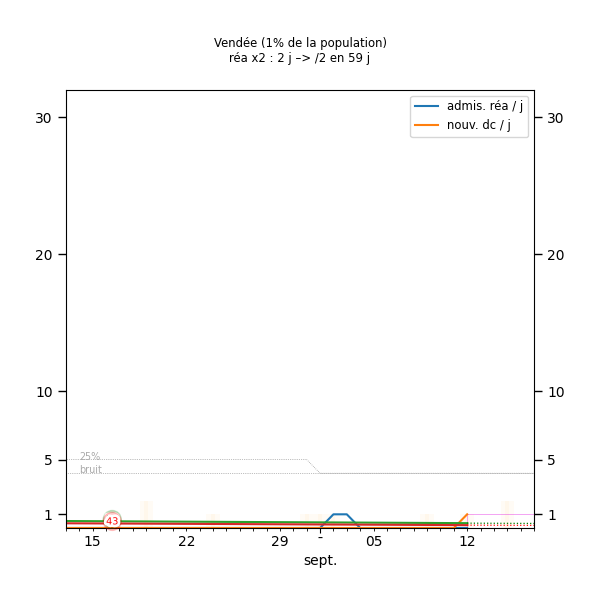 Vendée (1% de la population)
réa x2 : 2 j –> /2 en 59 j
admis. réa / j
nouv. dc / j
30 30
20 20
10 10
5 5
25%
bruit
1 1
43
15 22 29 - 05 12
sept.